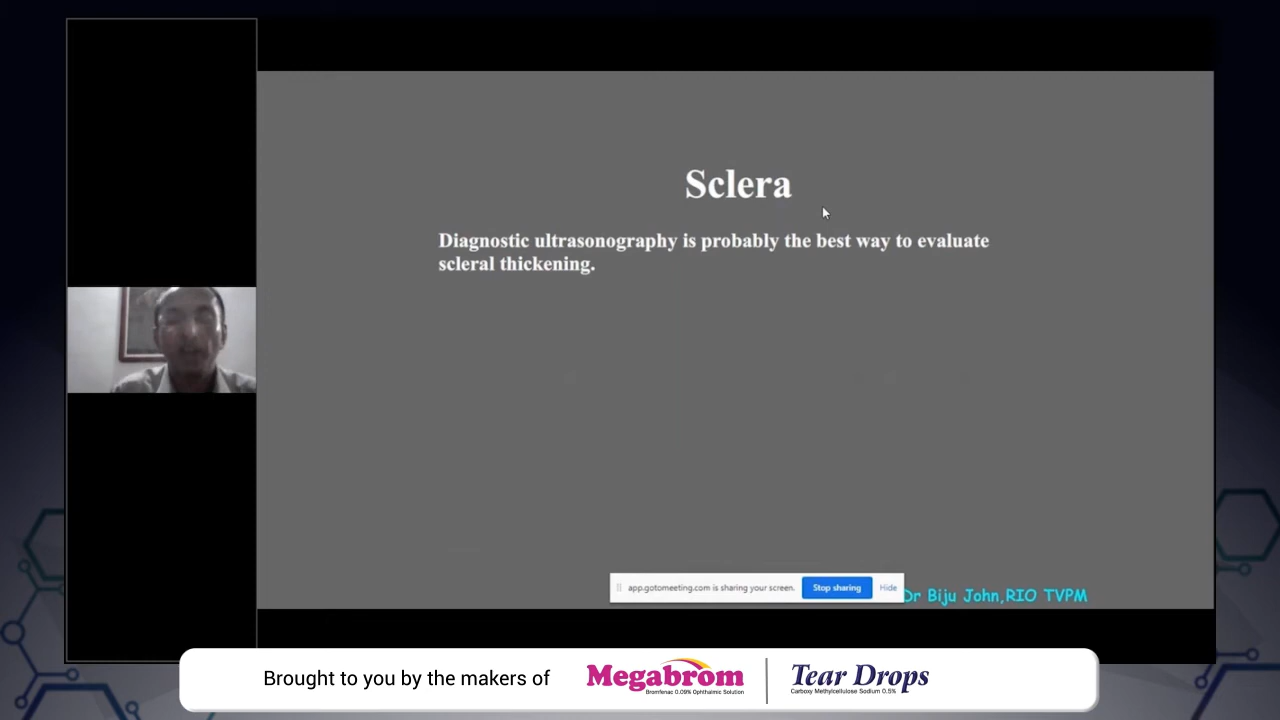 Sclera
Diagnostic ultrasonography is probably the best way to evaluate
scleral thickening.
app.gotomeeting.com is sharing your screen.
Stop sharing
Hide
Dr Biju John,RIO TVPM
Brought to you by the makers of
Megabrom
Bromfenac 0.09% Ophthalmic Solution
Tear Drops
Carboxy Methylcellulose Sodium 0.5%